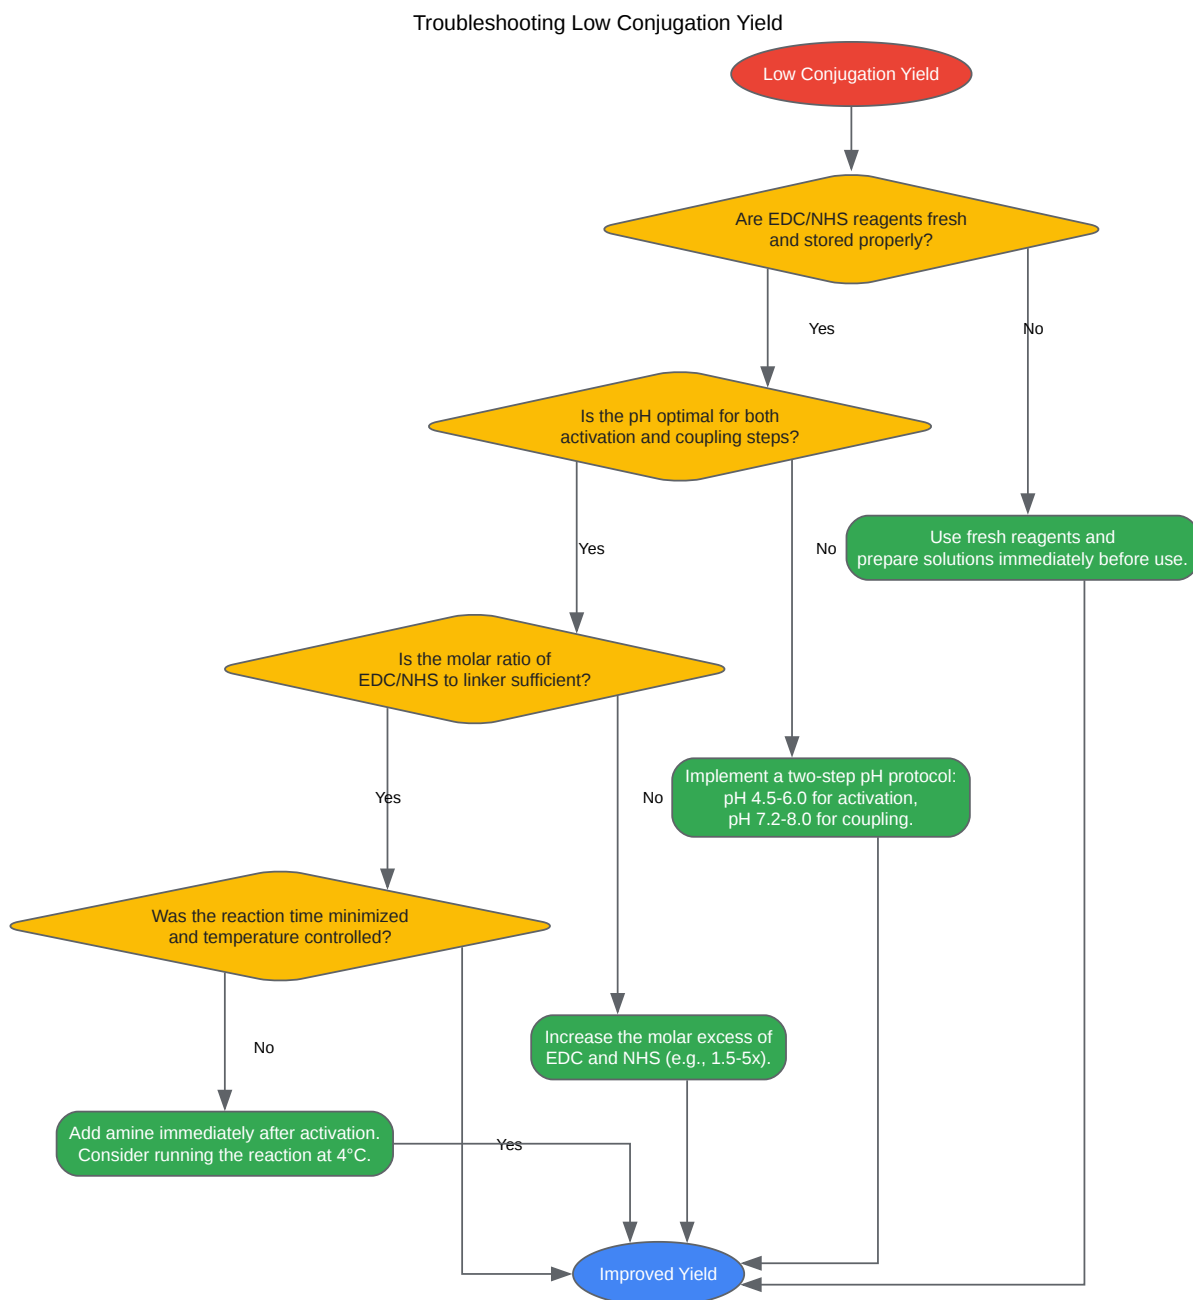 Troubleshooting Low Conjugation Yield
Low Conjugation Yield
Are EDC/NHS reagents fresh
and stored properly?
Yes
No
Is the pH optimal for both
activation and coupling steps?
Yes
No
Use fresh reagents and
prepare solutions immediately before use.
Is the molar ratio of
EDC/NHS to linker sufficient?
Yes
No
Implement a two-step pH protocol:
pH 4.5-6.0 for activation,
pH 7.2-8.0 for coupling.
Was the reaction time minimized
and temperature controlled?
No
Increase the molar excess of
EDC and NHS (e.g., 1.5-5x).
Add amine immediately after activation.
Consider running the reaction at 4°C.
Yes
Improved Yield